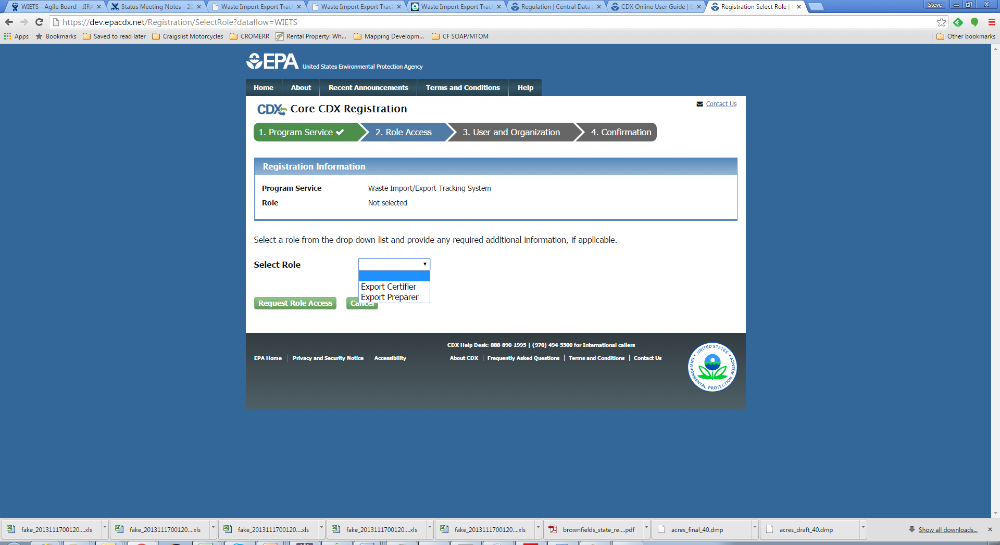 WIETS - Agile Board - JIRA
Status Meeting Notes - 20
Waste Import Export Trac
Waste Import Export Trac
Waste Import Export Trac
Regulation | Central Data
CDX Online User Guide | C
Registration Select Role |
Steve
https://dev.epacdx.net/Registration/SelectRole?dataflow=WIETS
Apps
Bookmarks
Saved to read later
Craigslist Motorcycles
CROMERR
Rental Property: Wh...
Mapping Developm...
CF SOAP/MTOM
Other bookmarks
EPA United States Environmental Protection Agency
Home
About
Recent Announcements
Terms and Conditions
Help
Contact Us
CDX Core CDX Registration
1. Program Service
2. Role Access
3. User and Organization
4. Confirmation
Registration Information
Program Service Waste Import/Export Tracking System
Role Not selected
Select a role from the drop down list and provide any required additional information, if applicable.
Select Role
Export Certifier
Export Preparer
Request Role Access
Cancel
CDX Help Desk: 888-890-1995 | (970) 494-5500 for International callers
EPA Home
Privacy and Security Notice
Accessibility
About CDX
Frequently Asked Questions
Terms and Conditions
Contact Us
UNITED STATES
ENVIRONMENTAL PROTECTION AGENCY
fake_2013111700120....xls
fake_2013111700120....xls
fake_2013111700120....xls
fake_2013111700120....xls
fake_2013111700120....xls
brownfields_state_re....pdf
acres_final_40.dmp
acres_draft_40.dmp
Show all downloads...